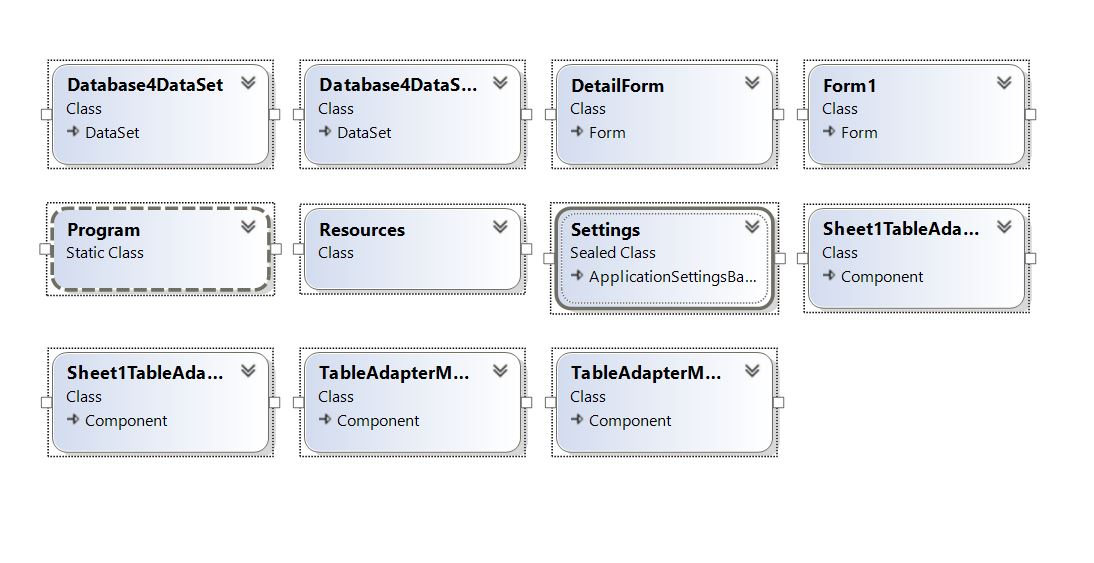 Database4DataSet
Class
DataSet
Database4DataS...
Class
DataSet
DetailForm
Class
Form
Form1
Class
Form
Program
Static Class
Resources
Class
Settings
Sealed Class
ApplicationSettingsBa...
Sheet1TableAda...
Class
Component
Sheet1TableAda...
Class
Component
TableAdapterM...
Class
Component
TableAdapterM...
Class
Component